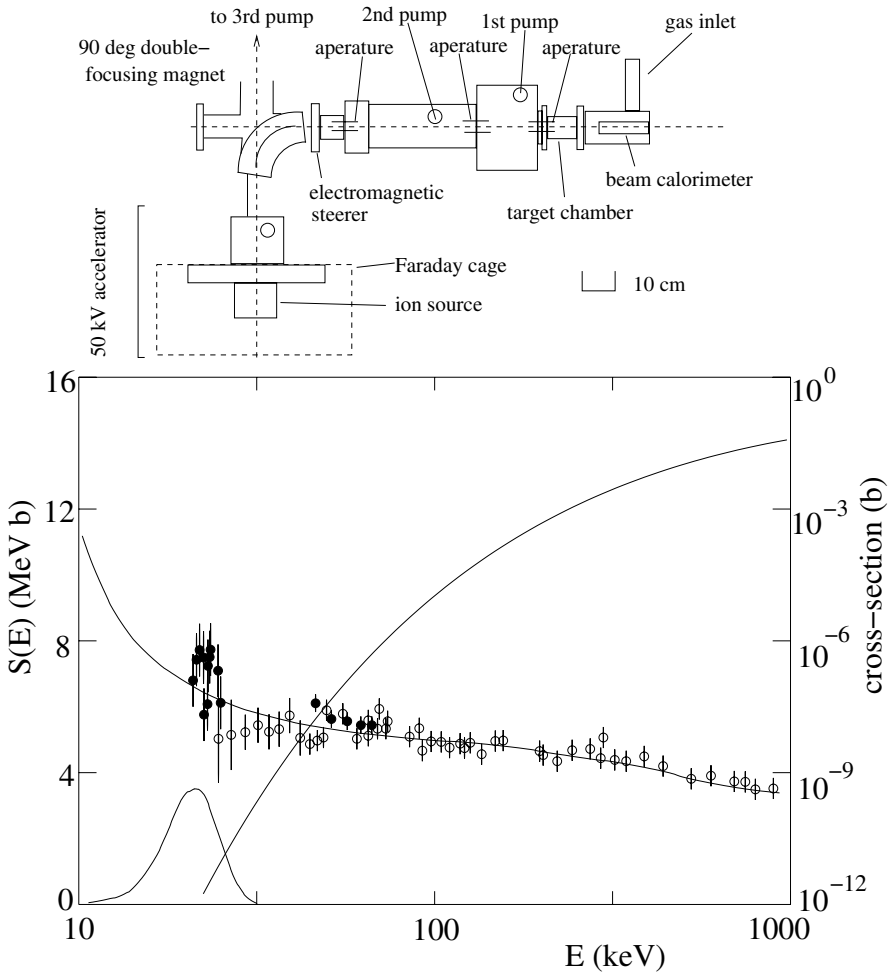 to 3rd pump
2nd pump
1st pump
gas inlet
90 deg double-
focusing magnet
aperature
aperature
aperature
electromagnetic
steerer
target chamber
beam calorimeter
50 kV accelerator
Faraday cage
ion source
10 cm
16
12
8
4
0
S(E) (MeV b)
10^0
10^-3
10^-6
10^-9
10^-12
cross-section (b)
10
100
1000
E (keV)